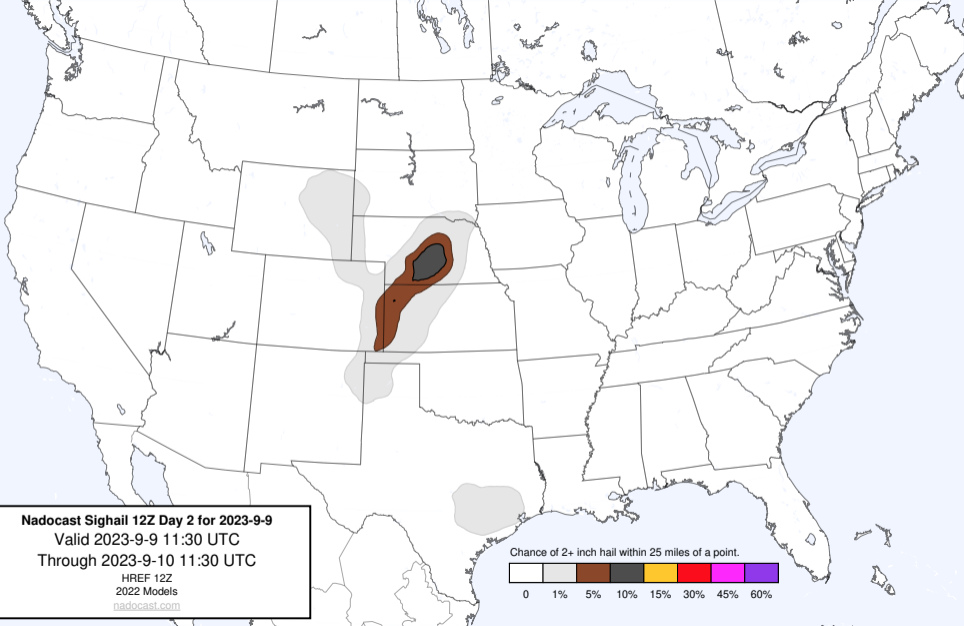 Nadocast Sighail 12Z Day 2 for 2023-9-9
Valid 2023-9-9 11:30 UTC
Through 2023-9-10 11:30 UTC
HREF 12Z
2022 Models
nadocast.com
Chance of 2+ inch hail within 25 miles of a point.
0 1% 5% 10% 15% 30% 45% 60%